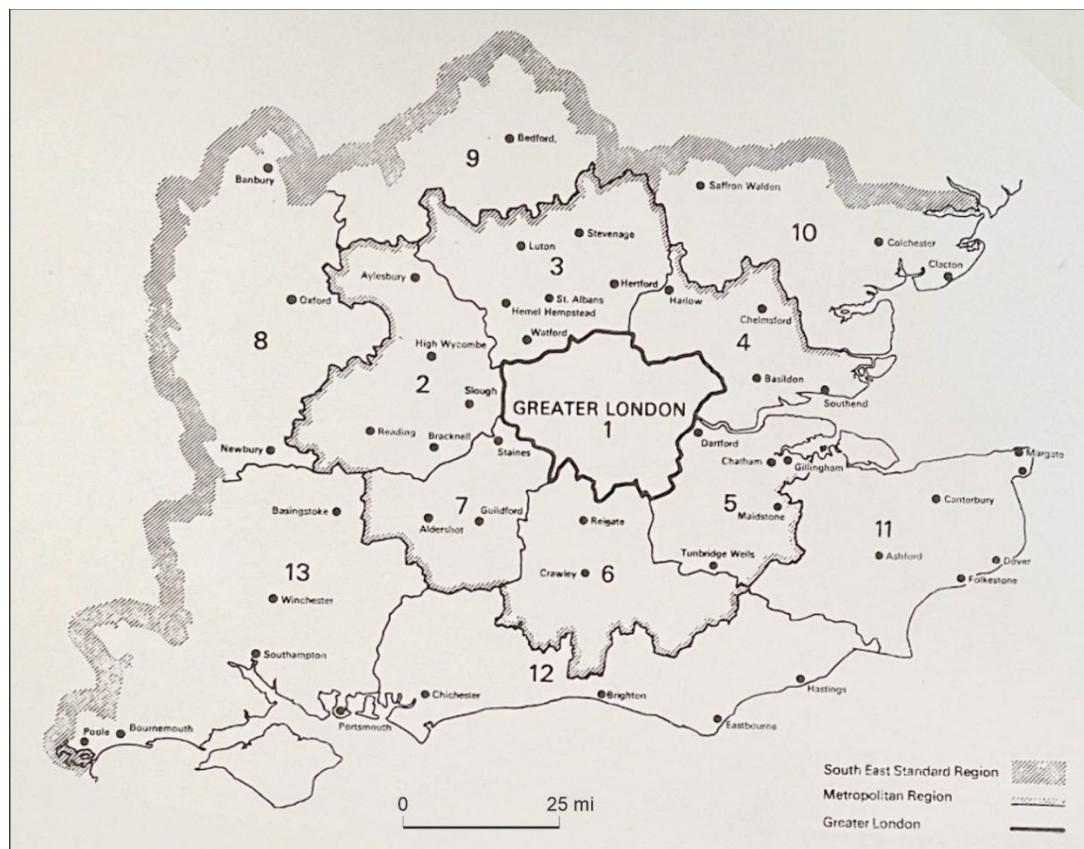 Bedford,
9
Banbury
Saffron Walden
10
Colchester
Clacton
Stevenage
Luton
3
Hertford
Harlow
St. Albans
Hemel Hempstead
Watford
Aylesbury
Oxford
8
High Wycombe
2
Slough
Reading
Bracknell
Staines
Newbury
Chelmsford
4
Basildon
Southend
GREATER LONDON
1
Dartford
Chatham
Gillingham
5
Maidstone
Tunbridge Wells
Margate
Canterbury
11
Ashford
Dover
Folkestone
Basingstoke
7
Guildford
Aldershot
Reigate
Crawley
6
13
Winchester
Southampton
12
Chichester
Brighton
Hastings
Eastbourne
Portsmouth
Poole
Bournemouth
0 25 mi
South East Standard Region
Metropolitan Region
Greater London